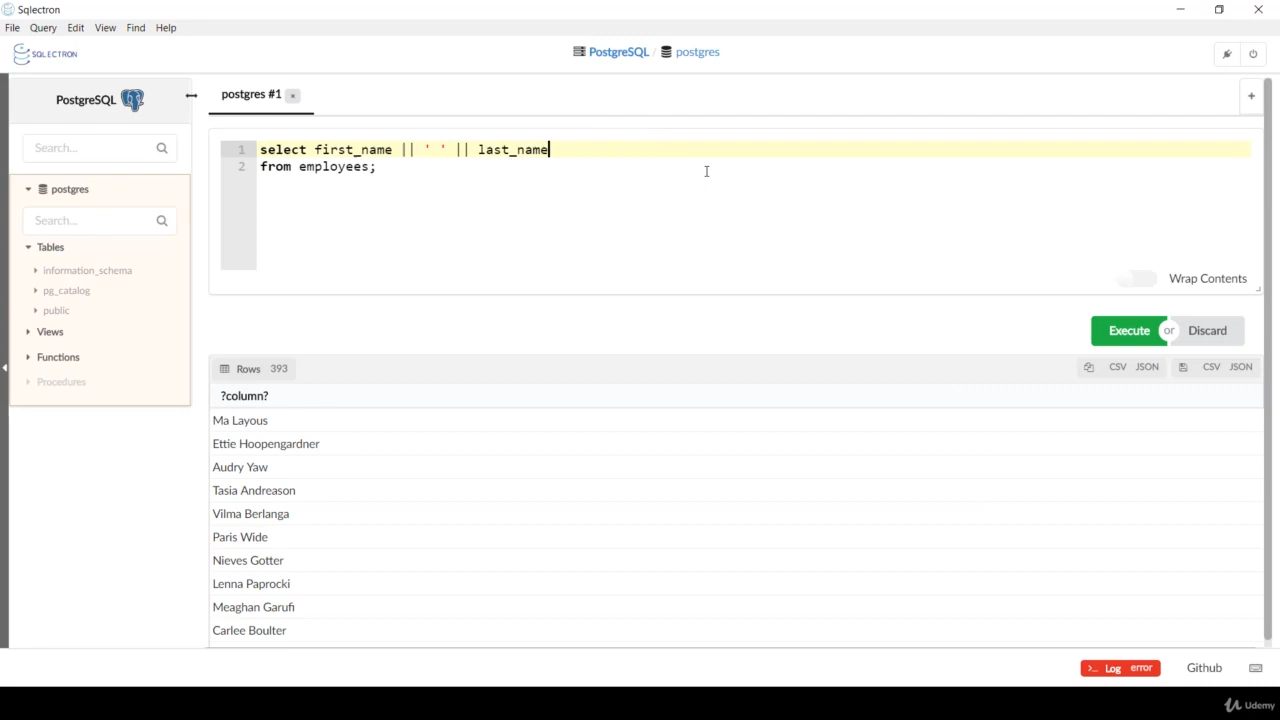 Sqlectron
File Query Edit View Find Help
SQLECTRON
PostgreSQL / postgres
PostgreSQL
postgres #1 ×
+
Search...
1 select first_name || ' ' || last_name
2 from employees;
postgres
Search...
Tables
information_schema
pg_catalog
public
Views
Functions
Procedures
Wrap Contents
Execute or Discard
Rows 393
CSV JSON CSV JSON
?column?
Ma Layous
Ettie Hoopengardner
Audry Yaw
Tasia Andreason
Vilma Berlanga
Paris Wide
Nieves Gotter
Lenna Paprocki
Meaghan Garufi
Carlee Boulter
>_ Log error
Github
Udemy